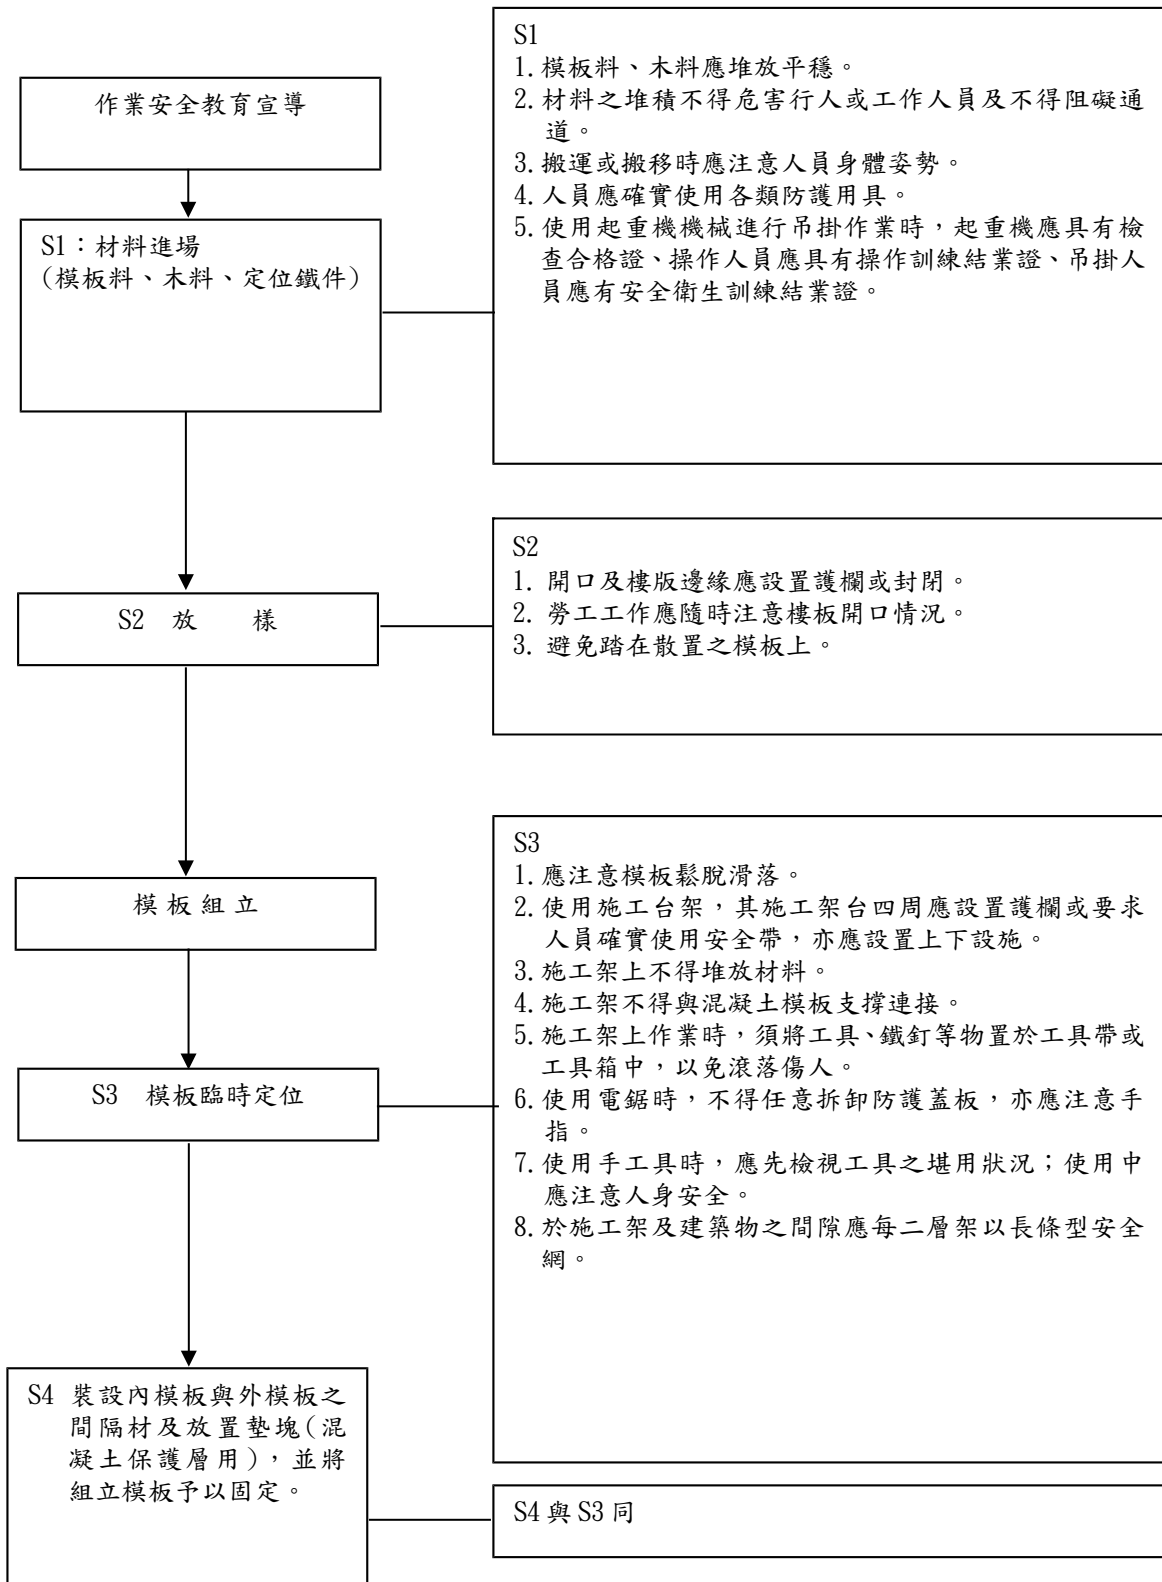 作業安全教育宣導
S1：材料進場
(模板料、木料、定位鐵件)
S1
1.模板料、木料應堆放平穩。
2.材料之堆積不得危害行人或工作人員及不得阻礙通
道。
3.搬運或搬移時應注意人員身體姿勢。
4.人員應確實使用各類防護用具。
5.使用起重機機械進行吊掛作業時，起重機應具有檢
查合格證、操作人員應具有操作訓練結業證、吊掛人
員應有安全衛生訓練結業證。
S2 放 樣
S2
1. 開口及樓版邊緣應設置護欄或封閉。
2. 勞工工作應隨時注意樓板開口情況。
3. 避免踏在散置之模板上。
模板組立
S3 模板臨時定位
S3
1.應注意模板鬆脫滑落。
2.使用施工台架，其施工架台四周應設置護欄或要求
人員確實使用安全帶，亦應設置上下設施。
3.施工架上不得堆放材料。
4.施工架不得與混凝土模板支撐連接。
5.施工架上作業時，須將工具、鐵釘等物置於工具帶或
工具箱中，以免滾落傷人。
6.使用電鋸時，不得任意拆卸防護蓋板，亦應注意手
指。
7.使用手工具時，應先檢視工具之堪用狀況；使用中
應注意人身安全。
8.於施工架及建築物之間隙應每二層架以長條型安全
網。
S4 裝設內模板與外模板之
間隔材及放置墊塊(混
凝土保護層用)，並將
組立模板予以固定。
S4 與 S3 同